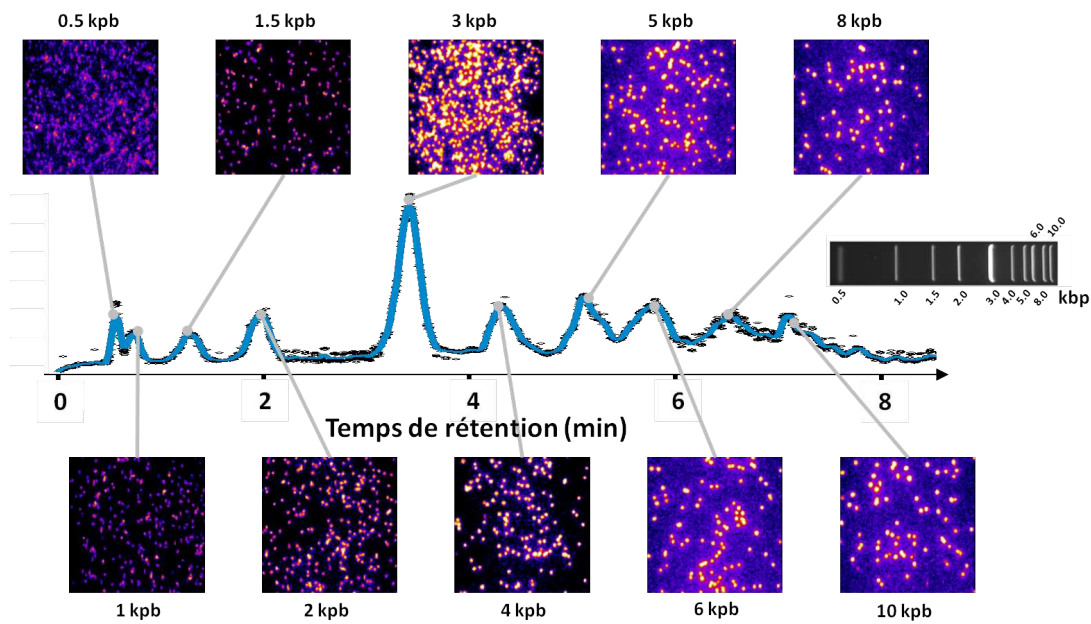 0.5 kpb
1.5 kpb
3 kpb
5 kpb
8 kpb
6.0
10.0
0.5
1.0
1.5
2.0
3.0
4.0
5.0
8.0
kbp
0
2
4
6
8
Temps de rétention (min)
1 kpb
2 kpb
4 kpb
6 kpb
10 kpb